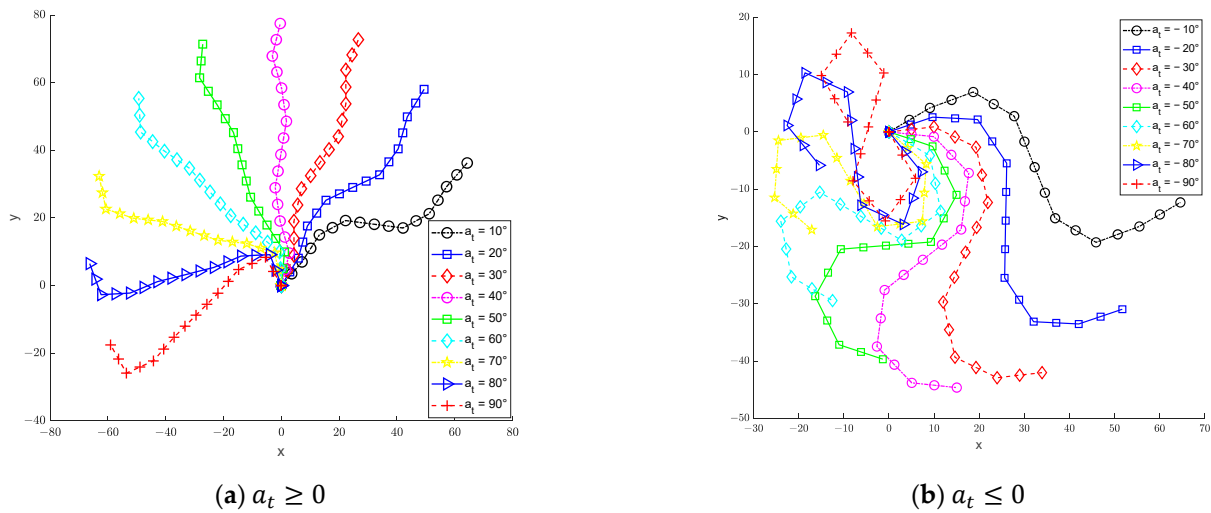 80
60
40
20
0
−20
−40
y
−80 −60 −40 −20 0 20 40 60 80
x
a_t = 10°
a_t = 20°
a_t = 30°
a_t = 40°
a_t = 50°
a_t = 60°
a_t = 70°
a_t = 80°
a_t = 90°
(a) a_t ≥ 0
20
10
0
−10
−20
−30
−40
−50
y
−30 −20 −10 0 10 20 30 40 50 60 70
x
a_t = − 10°
a_t = − 20°
a_t = − 30°
a_t = − 40°
a_t = − 50°
a_t = − 60°
a_t = − 70°
a_t = − 80°
a_t = − 90°
(b) a_t ≤ 0